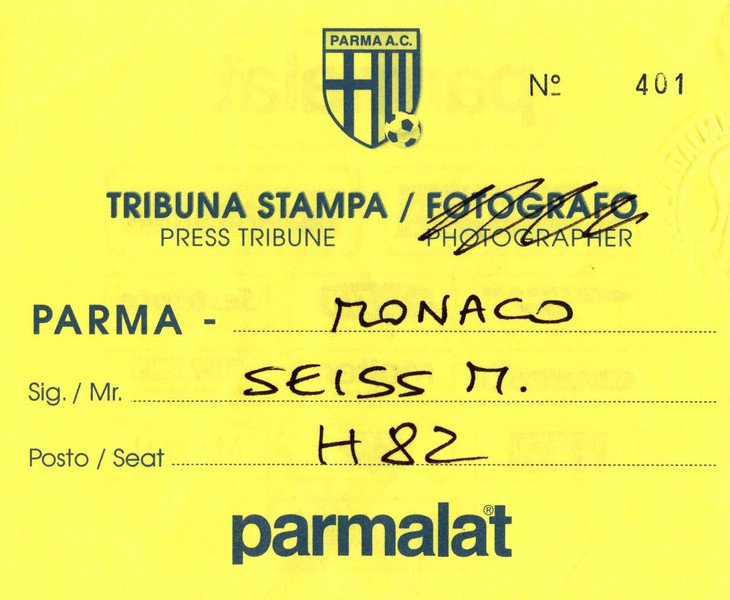 PARMA A.C.
Nº 401
TRIBUNA STAMPA / FOTOGRAFO
PRESS TRIBUNE PHOTOGRAPHER
PARMA - MONACO
Sig. / Mr. SEISS M.
Posto / Seat H82
parmalat®